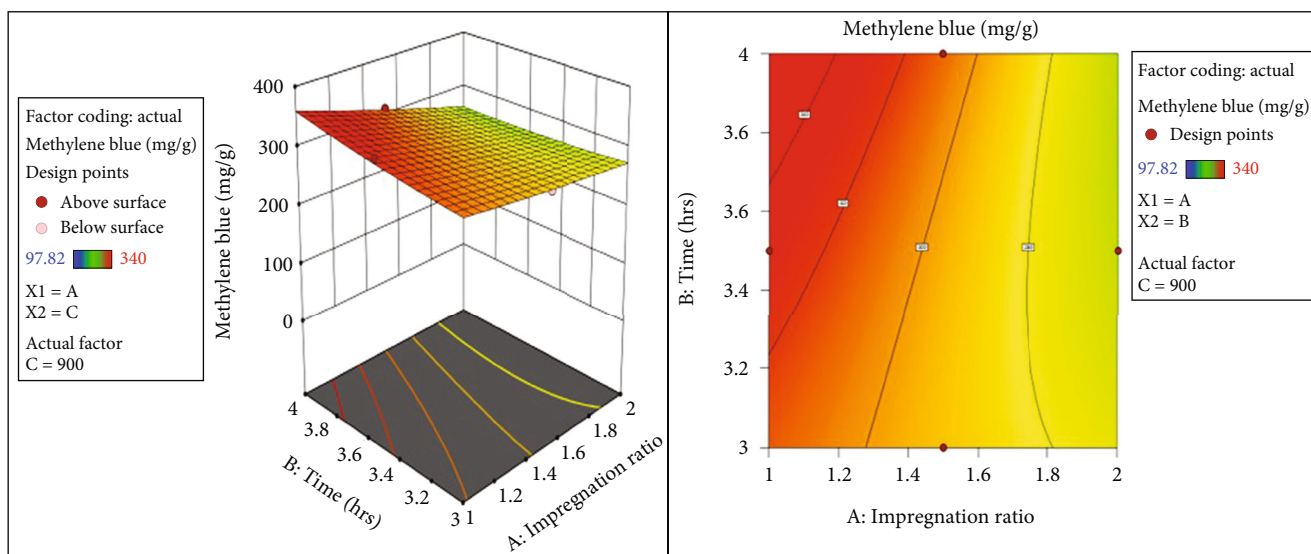 Factor coding: actual
Methylene blue (mg/g)
Design points
Above surface
Below surface
97.82 340
X1 = A
X2 = C
Actual factor
C = 900
Methylene blue (mg/g)
400
300
200
100
0
4
3.8
3.6
3.4
3.2
3
B: Time (hrs)
1
1.2
1.4
1.6
1.8
2
A: Impregnation ratio
Methylene blue (mg/g)
B: Time (hrs)
4
3.6
3.6
3.4
3.2
3
1
1.2
1.4
1.6
1.8
2
A: Impregnation ratio
Factor coding: actual
Methylene blue (mg/g)
Design points
97.82 340
X1 = A
X2 = B
Actual factor
C = 900